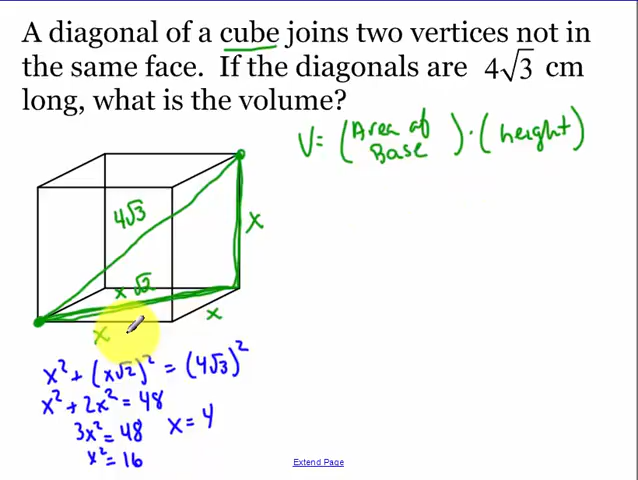 A diagonal of a cube joins two vertices not in
the same face. If the diagonals are 4√3 cm
long, what is the volume?
V = (Area of Base) · (height)
4√3
x
x√2
x
x
x² + (x√2)² = (4√3)²
x² + 2x² = 48
3x² = 48
x = 4
x² = 16
Extend Page